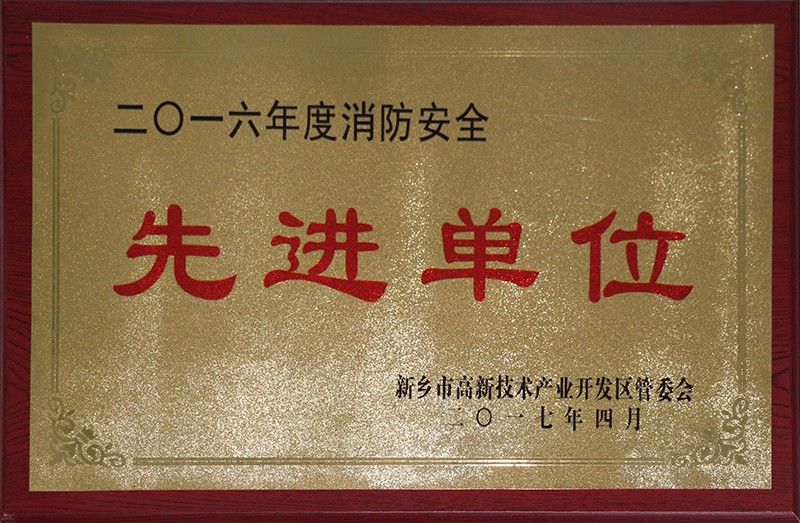 二〇一六年度消防安全
先进单位
新乡市高新技术产业开发区管委会
二〇一七年四月